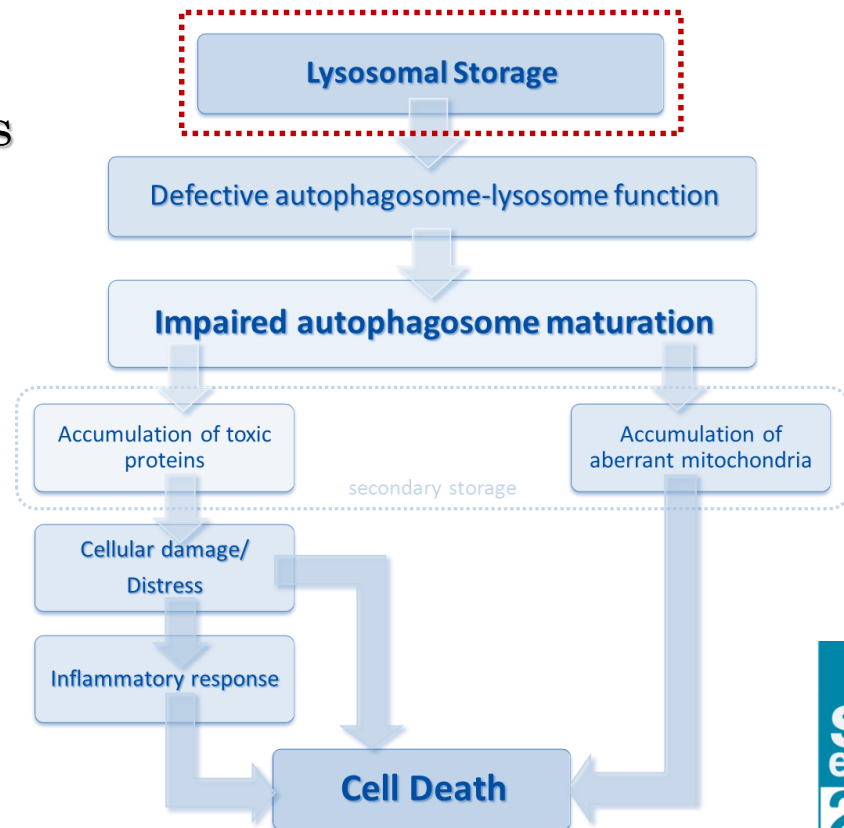 s
Lysosomal Storage
Defective autophagosome-lysosome function
Impaired autophagosome maturation
Accumulation of toxic
proteins
Accumulation of
aberrant mitochondria
secondary storage
Cellular damage/
Distress
Inflammatory response
Cell Death